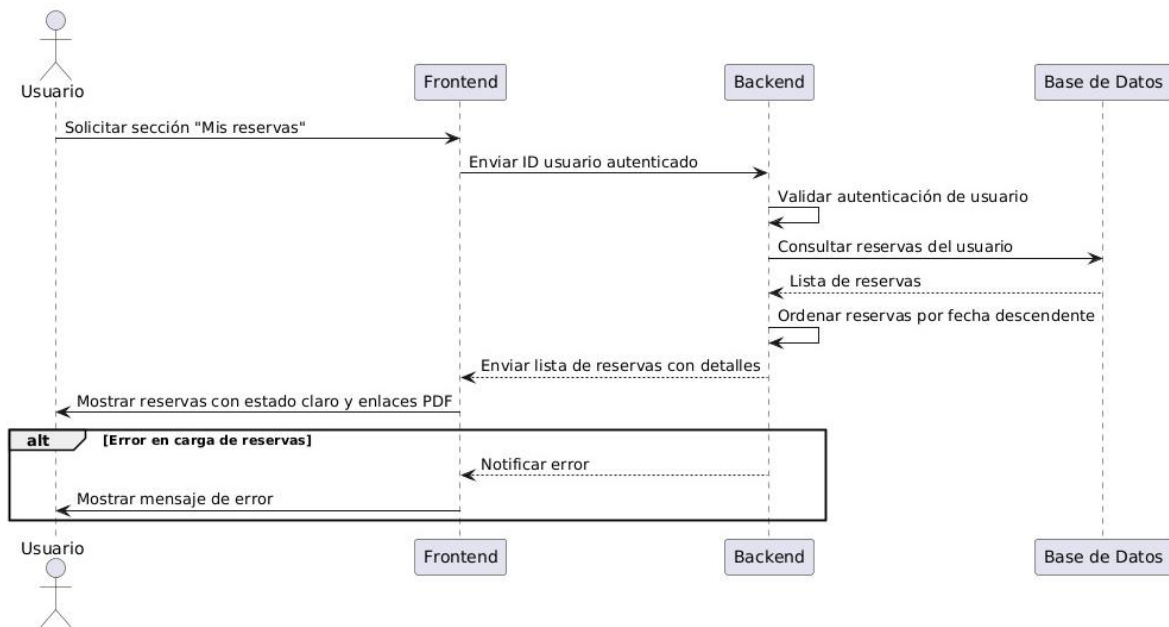 Usuario
Frontend
Backend
Base de Datos
Solicitar sección "Mis reservas"
Enviar ID usuario autenticado
Validar autenticación de usuario
Consultar reservas del usuario
Lista de reservas
Ordenar reservas por fecha descendente
Enviar lista de reservas con detalles
Mostrar reservas con estado claro y enlaces PDF
alt [Error en carga de reservas]
Notificar error
Mostrar mensaje de error
Usuario
Frontend
Backend
Base de Datos